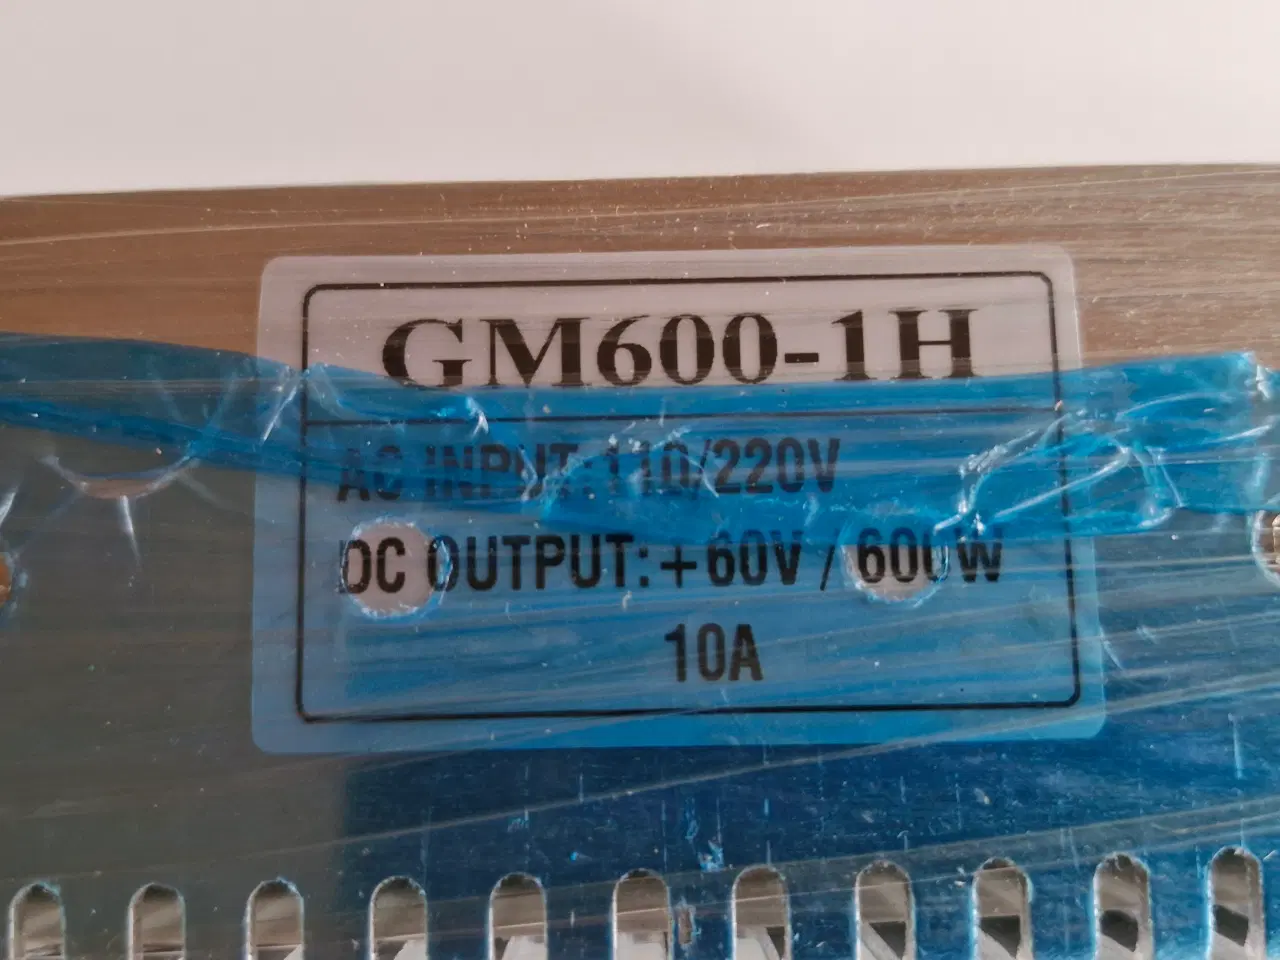 GM600-1H
AC INPUT:110/220V
DC OUTPUT:+60V / 600W
10A